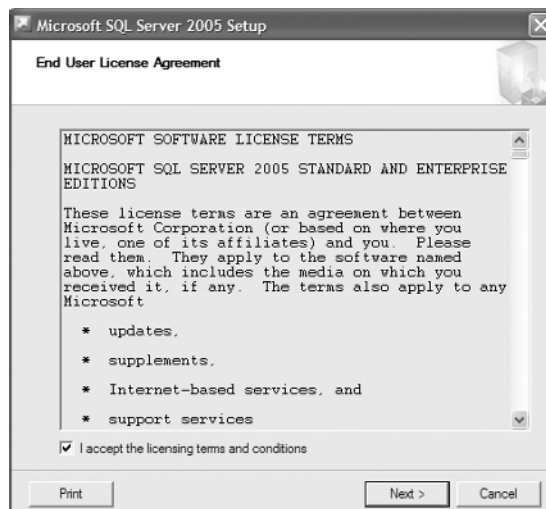 Microsoft SQL Server 2005 Setup
End User License Agreement
MICROSOFT SOFTWARE LICENSE TERMS
MICROSOFT SQL SERVER 2005 STANDARD AND ENTERPRISE
EDITIONS
These license terms are an agreement between
Microsoft Corporation (or based on where you
live, one of its affiliates) and you.  Please
read them.  They apply to the software named
above, which includes the media on which you
received it, if any.  The terms also apply to any
Microsoft
* updates,
* supplements,
* Internet-based services, and
* support services
I accept the licensing terms and conditions
Print
Next >
Cancel